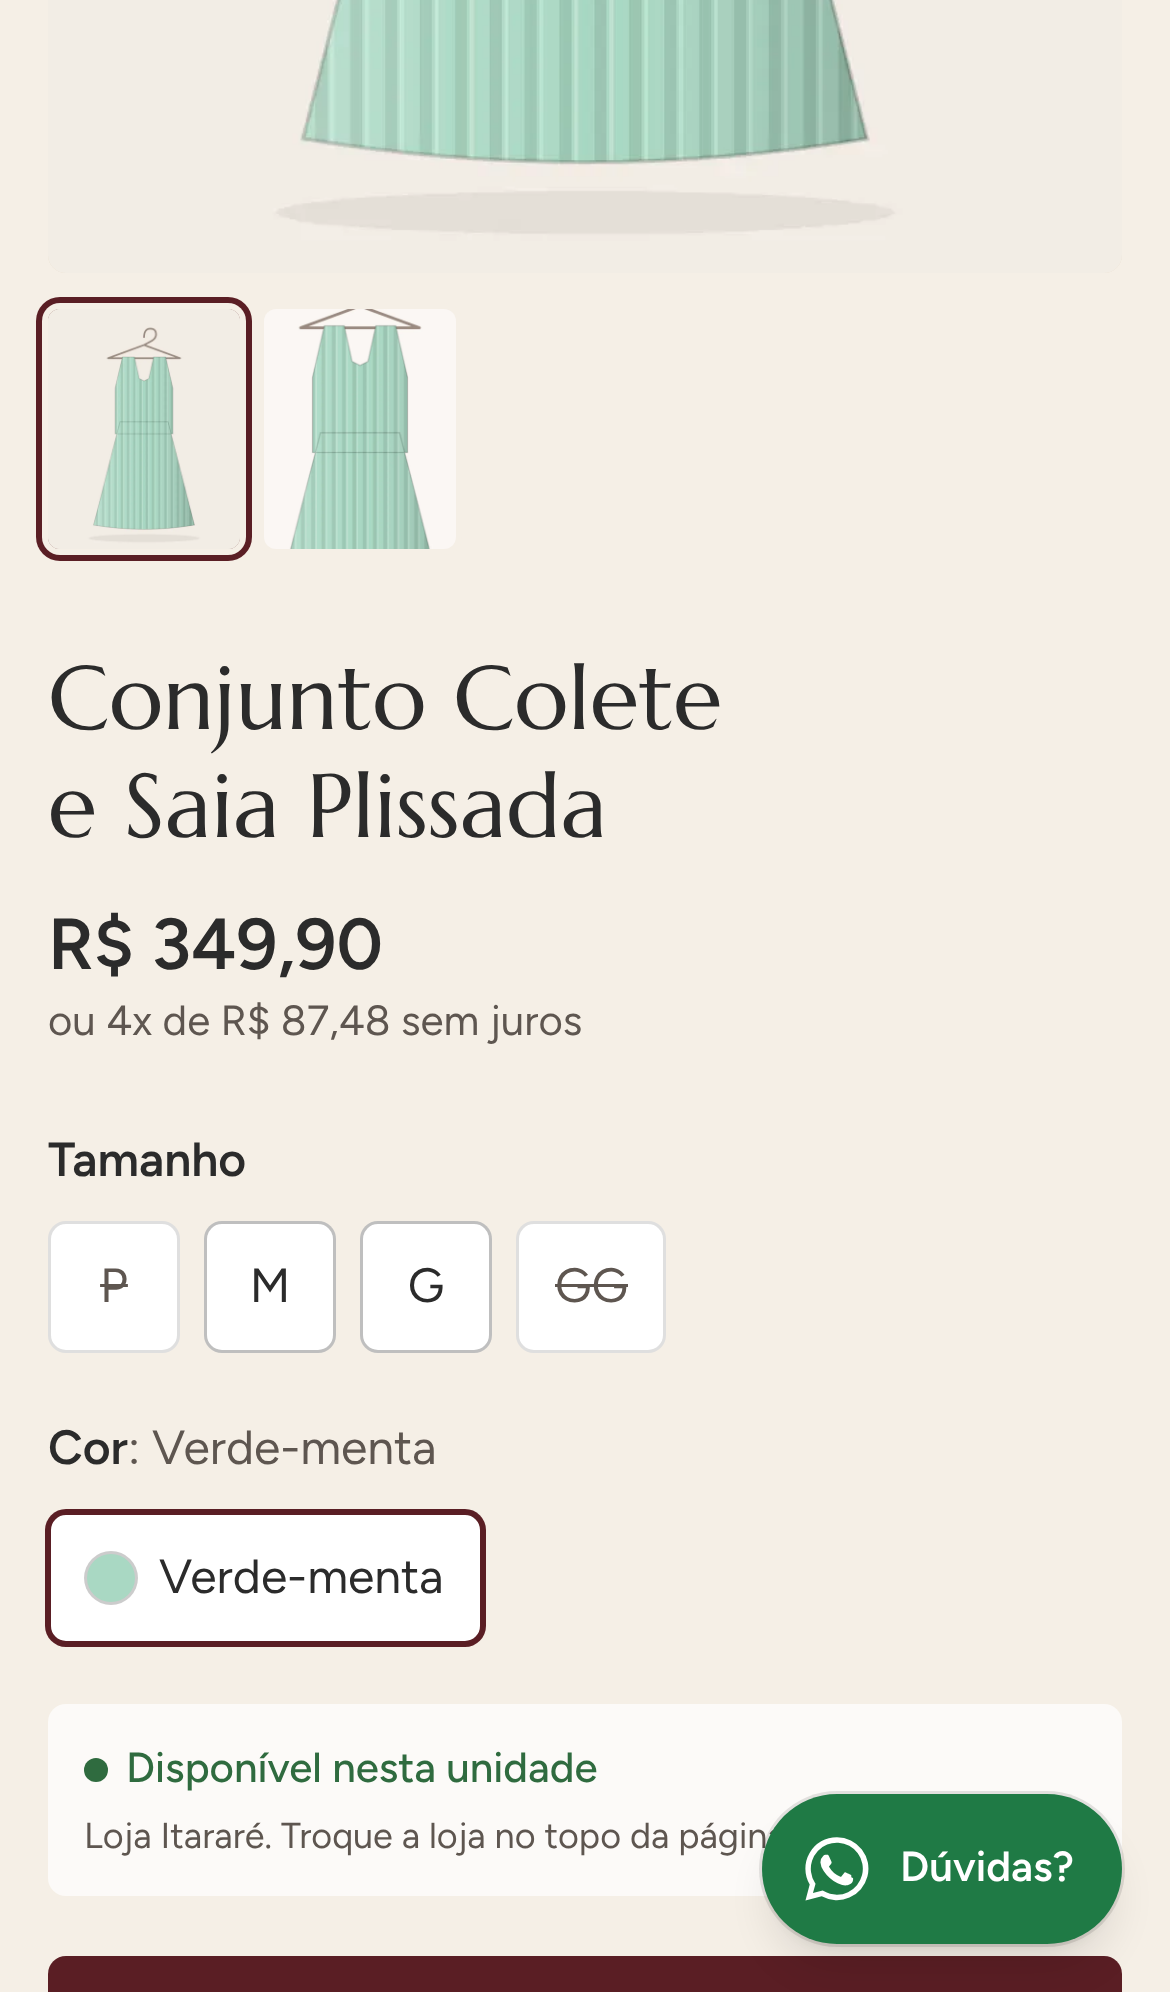 Conjunto Colete
e Saia Plissada
R$ 349,90
ou 4x de R$ 87,48 sem juros
Tamanho
P M G GG
Cor: Verde-menta
Verde-menta
Disponível nesta unidade
Loja Itararé. Troque a loja no topo da
Dúvidas?